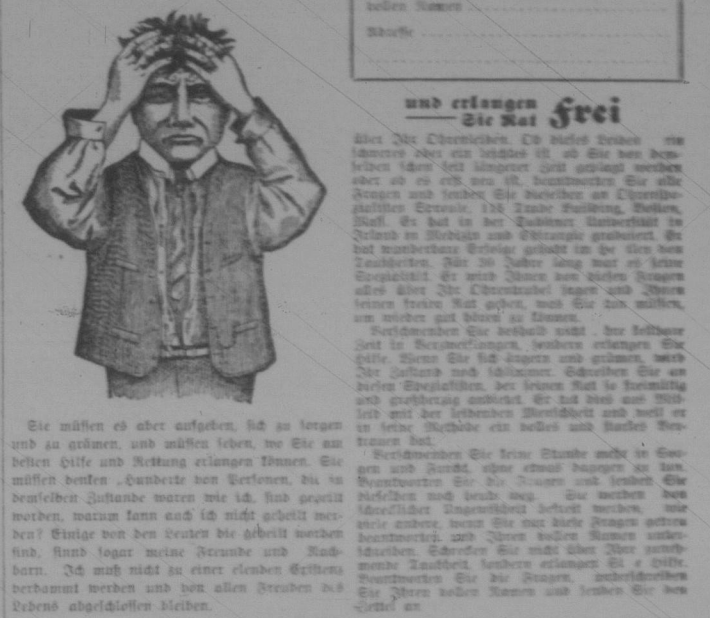 Sie müssen es aber aufgeben, sich zu sorgen
und zu grämen, und müssen sehen, wo Sie am
besten Hilfe und Rettung erlangen können. Sie
müssen denken „Hunderte von Personen, die in
demselben Zustande waren wie ich, sind geheilt
worden, warum kann auch ich nicht geheilt wer-
den? Einige von den Leuten die geheilt worden
sind, sinnd sogar meine Freunde und Nach-
barn. Ich muß nicht zu einer elenden Existenz
verdammt werden und von allen Freuden des
Lebens abgeschlossen bleiben.
vollen Namen
Adresse
und erlangen
Sie Rat Frei
über Ihr Ohrenleiden. Ob dieses Leiden ein
schweres oder ein leichtes ist ob Sie von dem-
selben schon seit längerer Zeit geplagt werden
oder ob es erst neu ist, beantworten Sie alle
Fragen und senden Sie dieselben an Ohrenspe-
zialisten Sproule, 115 Trade Building, Boston,
Mass. Er hat in der Dubliner Universität in
Irland in Medizin und Chirurgie graduiert. Er
hat wunderbare Erfolge gehabt im
Taubheiten. Für 20 Jahre lang war es seine
Spezialität. Er wird Ihnen von diesen Fragen
alles über Ihr Ohrenübel sagen und Ihnen
seinen freien Rat geben, was Sie tun müssen,
um wieder gut hören zu können.
Verschwenden Sie deshalb nicht kostbare
Zeit in Verzweiflungen, sondern erlangen Sie
Hilfe. Wenn Sie sich ärgern und grämen, wird
Ihr Zustand noch schlimmer. Schreiben Sie an
diesen Spezialisten, der seinen Rat so freimütig
und großherzig anbietet. Er tut dies aus Mit-
leid mit der leidenden Menschheit und weil er
in seine Methode ein volles und starkes Ver-
trauen hat.
Verschwenden Sie keine Stunde mehr in Sor-
gen und Furcht, ohne etwas dagegen zu tun.
Beantworten Sie die Fragen und senden Sie
dieselben noch heute weg. Sie werden von
schrecklicher Ungewißheit befreit werden, wie
viele andere, wenn Sie nur diese Fragen getreu
beantworten und Ihren vollen Namen unter-
schreiben. Schrecken Sie nicht über Ihre zuneh-
mende Taubheit, sondern erlangen Sie Hilfe.
Beantworten Sie die Fragen, unterschreiben
Sie Ihren vollen Namen und senden Sie den
Zettel an